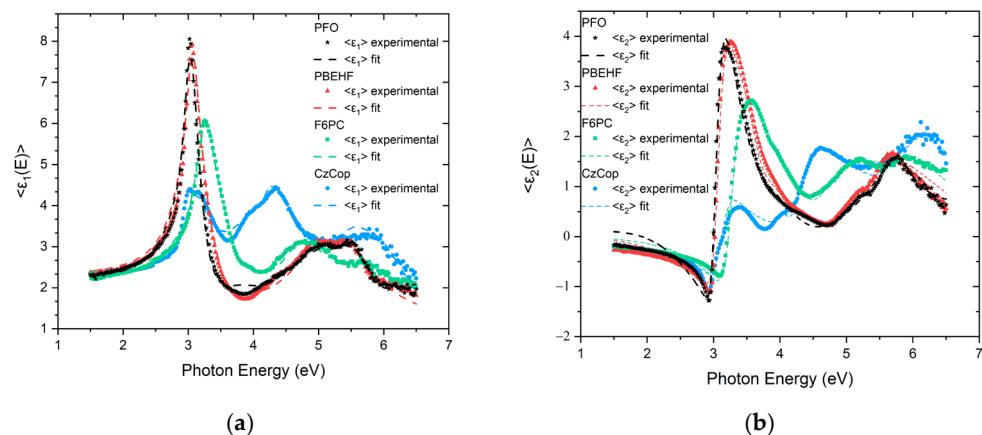 PFO
<ε₁> experimental
<ε₁> fit
PBEHF
<ε₁> experimental
<ε₁> fit
F6PC
<ε₁> experimental
<ε₁> fit
CzCop
<ε₁> experimental
<ε₁> fit
<ε₁(E)>
8
7
6
5
4
3
2
1
1 2 3 4 5 6 7
Photon Energy (eV)
(a)
PFO
<ε₂> experimental
<ε₂> fit
PBEHF
<ε₂> experimental
<ε₂> fit
F6PC
<ε₂> experimental
<ε₂> fit
CzCop
<ε₂> experimental
<ε₂> fit
<ε₂(E)>
4
3
2
1
0
−1
−2
1 2 3 4 5 6 7
Photon Energy (eV)
(b)